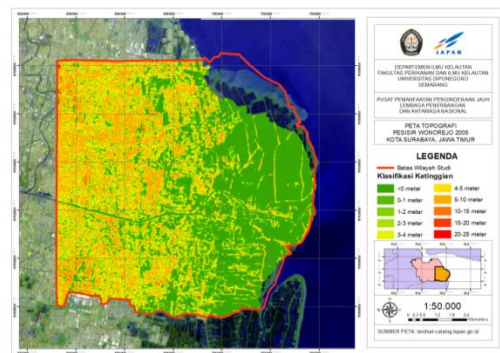 LAPAN
DEPARTEMEN ILMU KELAUTAN
FAKULTAS PERIKANAN DAN ILMU KELAUTAN
UNIVERSITAS DIPONEGORO
SEMARANG
PUSAT PEMANFAATAN PENGINDERAAN JAUH
LEMBAGA PENERBANGAN
DAN ANTARIKSA NASIONAL
PETA TOPOGRAFI
PESISIR WONOREJO 2005
KOTA SURABAYA, JAWA TIMUR
LEGENDA
Batas Wilayah Studi
Klasifikasi Ketinggian
<0 meter
0-1 meter
1-2 meter
2-3 meter
3-4 meter
4-5 meter
5-10 meter
10-15 meter
15-20 meter
20-25 meter
1:50.000
SUMBER PETA: landsat-catalog.lapan.go.id